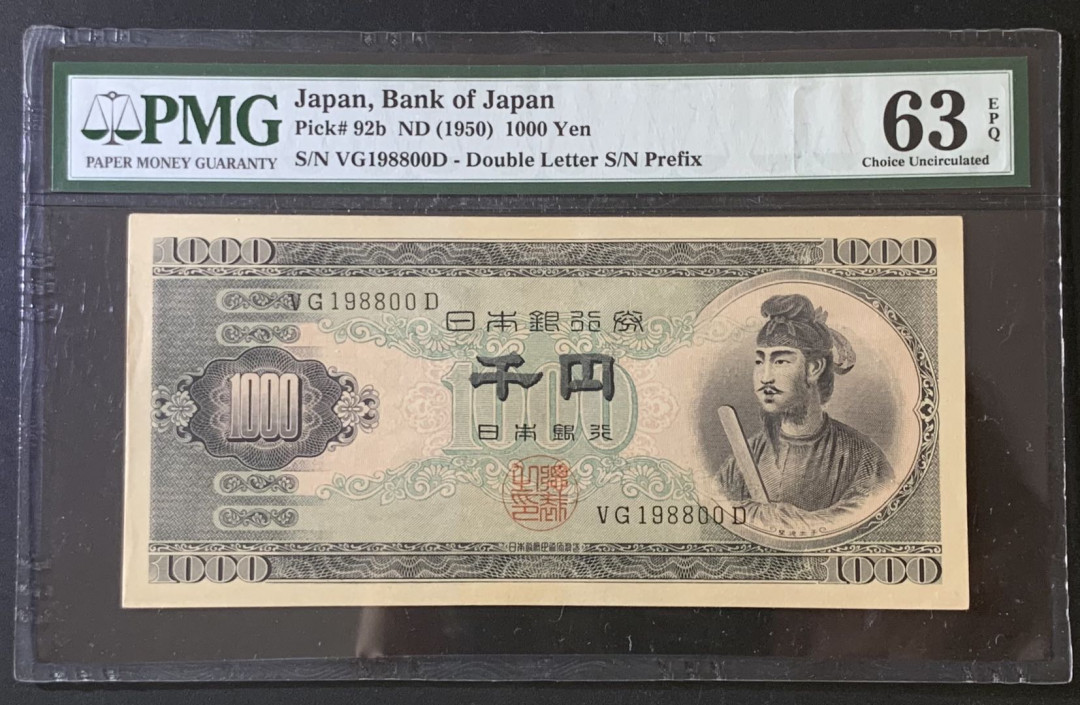 PMG
PAPER MONEY GUARANTY
Japan, Bank of Japan
Pick# 92b ND (1950) 1000 Yen
S/N VG198800D - Double Letter S/N Prefix
63
EPQ
Choice Uncirculated
1000
1000
VG198800D
日本銀行券
千円
1000
1000
日本銀行
VG198800D
1000
1000